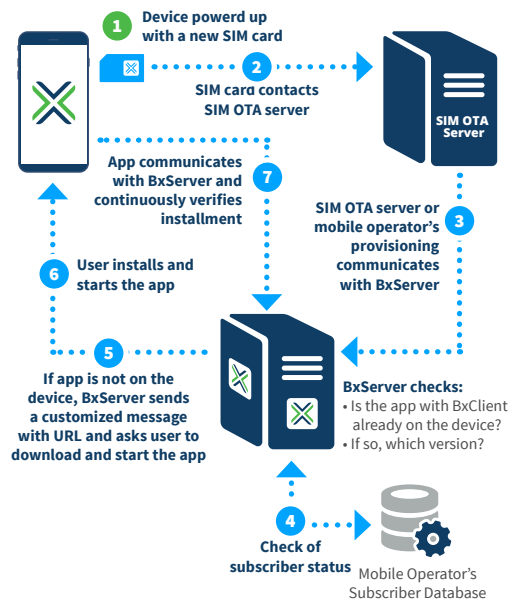 1
Device powerd up
with a new SIM card
2
SIM card contacts
SIM OTA server
SIM OTA
Server
App communicates
with BxServer and
continuously verifies
installment
7
SIM OTA server or
mobile operator's
provisioning
communicates
with BxServer
3
6
User installs and
starts the app
5
If app is not on the
device, BxServer sends
a customized message
with URL and asks user to
download and start the app
BxServer checks:
• Is the app with BxClient
already on the device?
• If so, which version?
4
Check of
subscriber status
Mobile Operator's
Subscriber Database